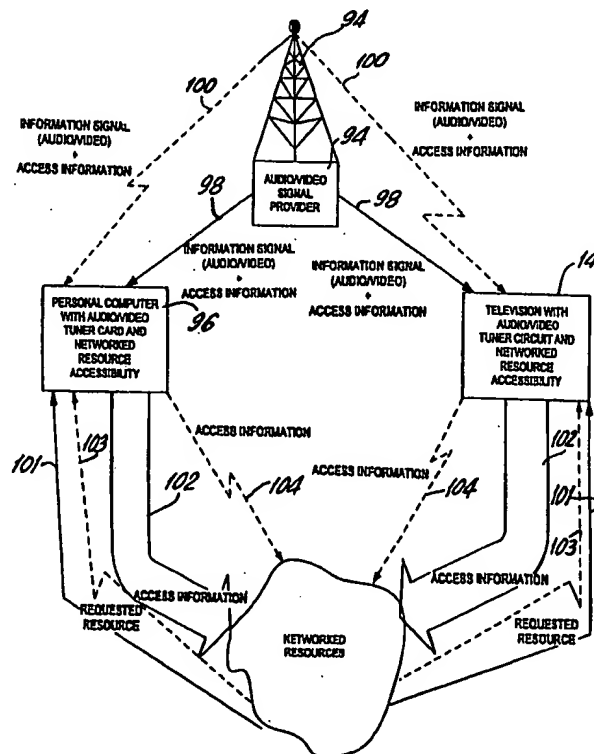 94
100
100
INFORMATION SIGNAL
(AUDIO/VIDEO)
+
ACCESS INFORMATION
INFORMATION SIGNAL
(AUDIO/VIDEO)
+
ACCESS INFORMATION
94
AUDIO/VIDEO
SIGNAL
PROVIDER
98
98
INFORMATION SIGNAL
(AUDIO/VIDEO)
+
ACCESS INFORMATION
INFORMATION SIGNAL
(AUDIO/VIDEO)
+
ACCESS INFORMATION
PERSONAL COMPUTER
WITH AUDIO/VIDEO
TUNER CARD AND
NETWORKED
RESOURCE
ACCESSIBILITY
96
14
TELEVISION WITH
AUDIO/VIDEO
TUNER CIRCUIT AND
NETWORKED
RESOURCE
ACCESSIBILITY
101
103
102
ACCESS INFORMATION
104
ACCESS INFORMATION
104
102
101
103
ACCESS INFORMATION
REQUESTED
RESOURCE
NETWORKED
RESOURCES
ACCESS INFORMATION
REQUESTED
RESOURCE